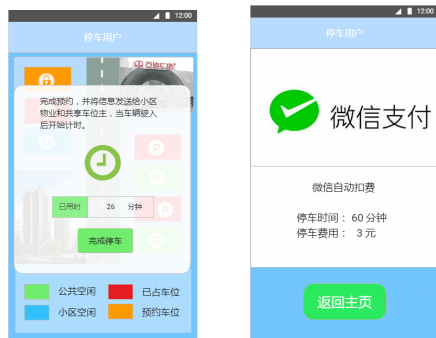 12:00
停车用户
完成预约，并将信息发送给小区
物业和共享车位主，当车辆驶入
后开始计时。
P
已用时 26 分钟
P
完成停车
公共空闲 已占车位
小区空闲 预约车位
12:00
停车用户
微信支付
微信自动扣费
停车时间： 60 分钟
停车费用： 3 元
返回主页